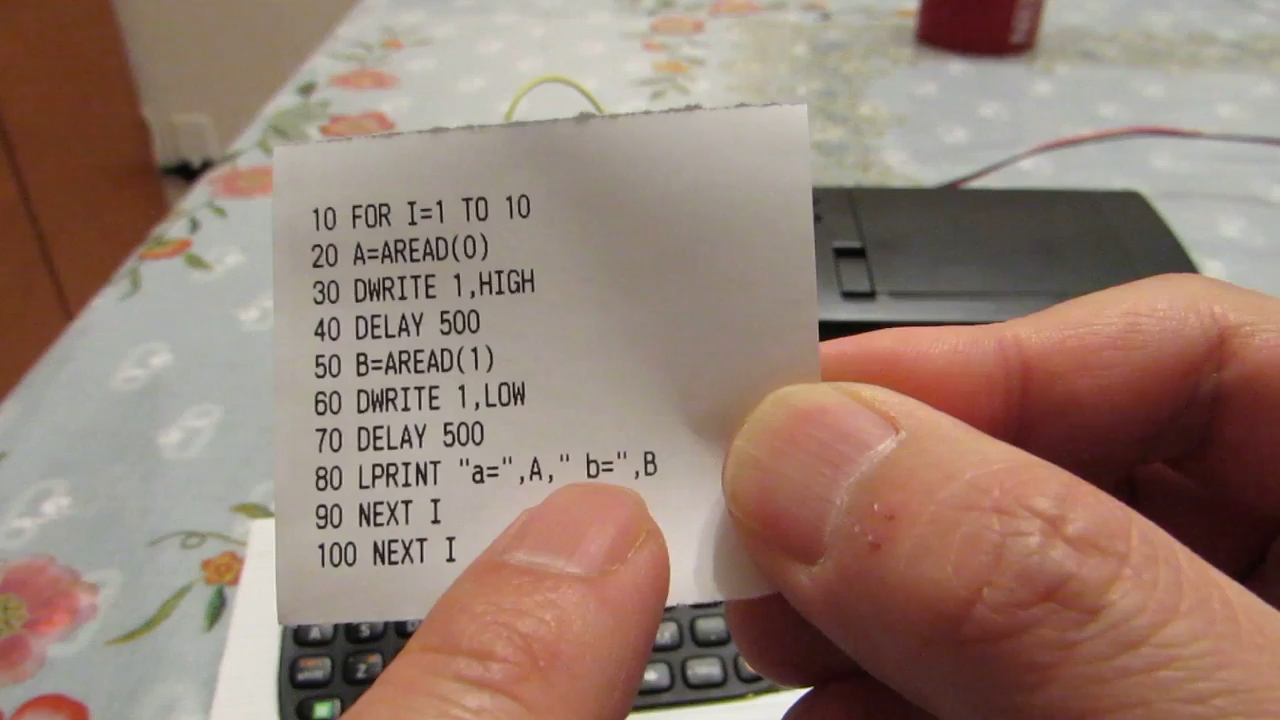 10 FOR I=1 TO 10
20 A=AREAD(0)
30 DWRITE 1,HIGH
40 DELAY 500
50 B=AREAD(1)
60 DWRITE 1,LOW
70 DELAY 500
80 LPRINT "a=",A," b=",B
90 NEXT I
100 NEXT I
A S
Z